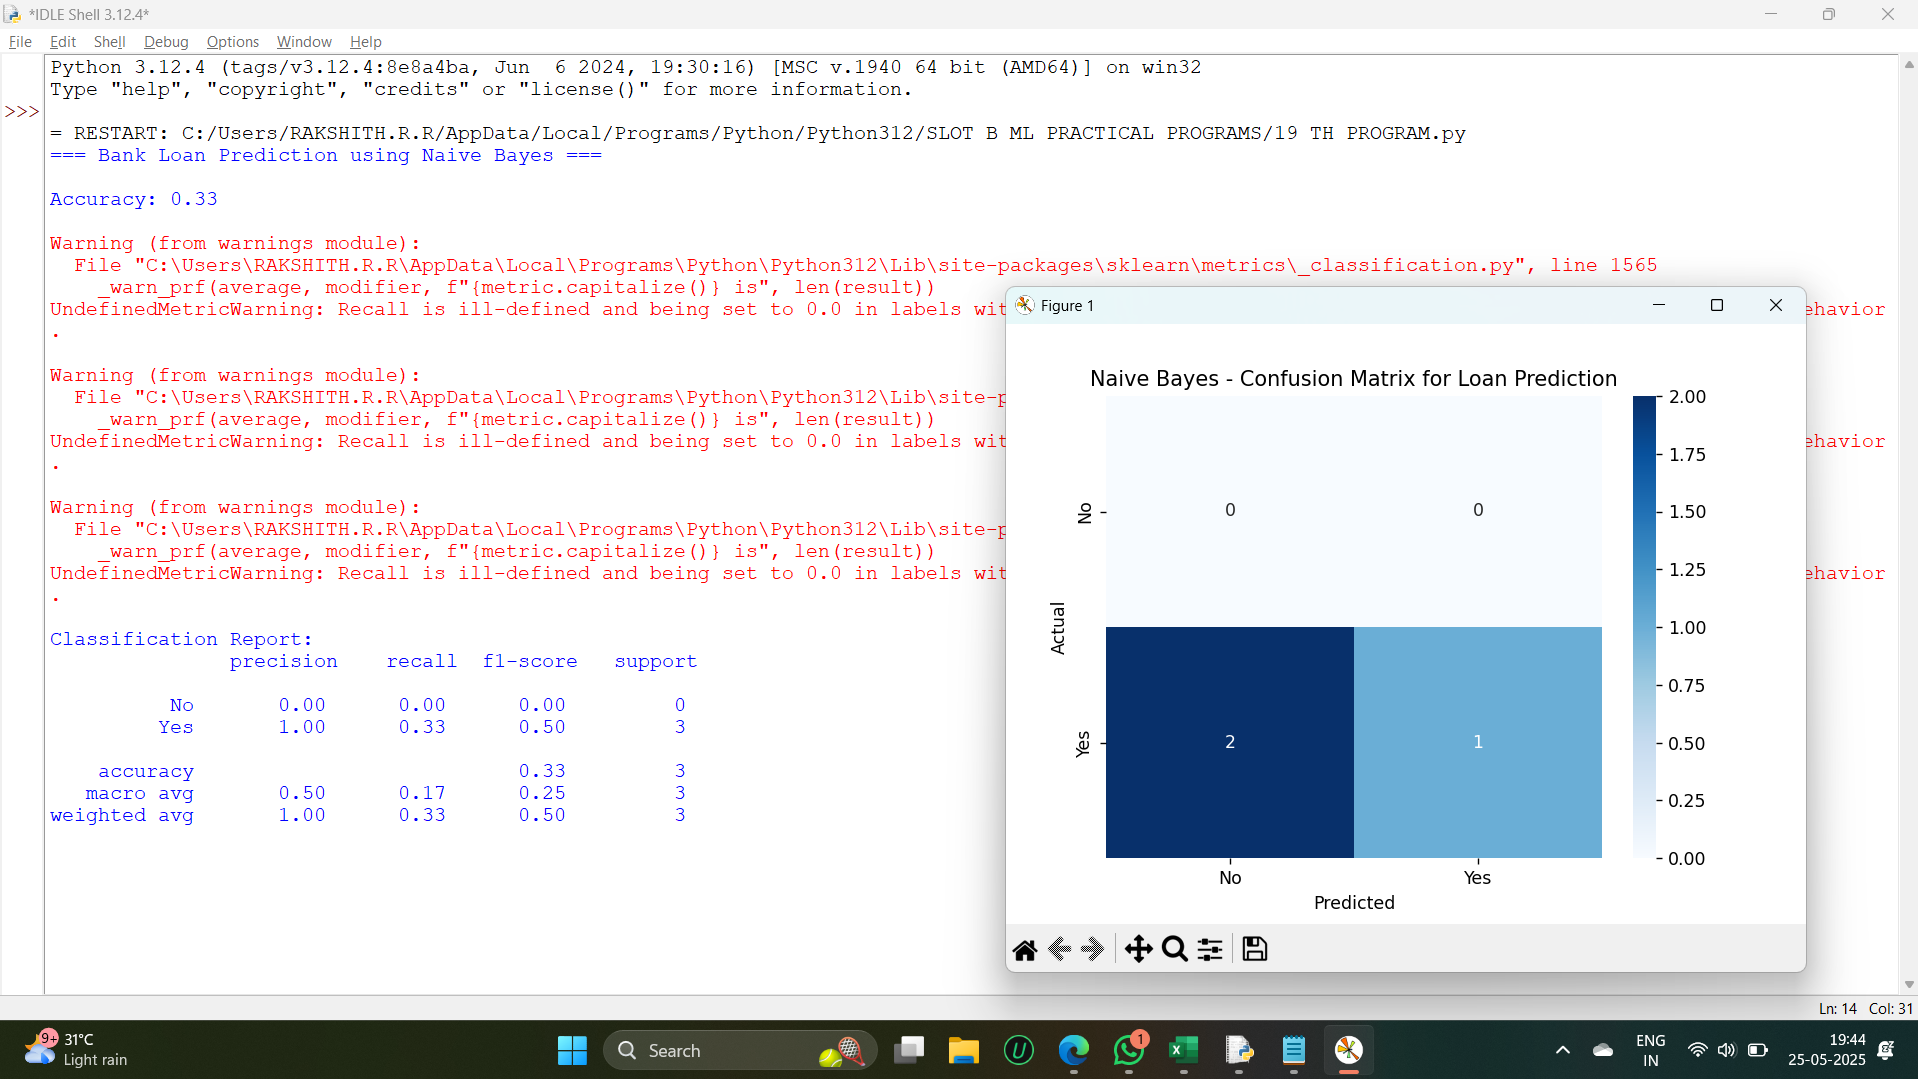 *IDLE Shell 3.12.4*
File Edit Shell Debug Options Window Help
Python 3.12.4 (tags/v3.12.4:8e8a4ba, Jun  6 2024, 19:30:16) [MSC v.1940 64 bit (AMD64)] on win32
Type "help", "copyright", "credits" or "license()" for more information.
>>>
= RESTART: C:/Users/RAKSHITH.R.R/AppData/Local/Programs/Python/Python312/SLOT B ML PRACTICAL PROGRAMS/19 TH PROGRAM.py
=== Bank Loan Prediction using Naive Bayes ===
Accuracy: 0.33
Warning (from warnings module):
File "C:\Users\RAKSHITH.R.R\AppData\Local\Programs\Python\Python312\Lib\site-packages\sklearn\metrics\_classification.py", line 1565
_warn_prf(average, modifier, f"{metric.capitalize()} is", len(result))
UndefinedMetricWarning: Recall is ill-defined and being set to 0.0 in labels wit ehavior
.
Warning (from warnings module):
File "C:\Users\RAKSHITH.R.R\AppData\Local\Programs\Python\Python312\Lib\site-p
_warn_prf(average, modifier, f"{metric.capitalize()} is", len(result))
UndefinedMetricWarning: Recall is ill-defined and being set to 0.0 in labels wit ehavior
.
Warning (from warnings module):
File "C:\Users\RAKSHITH.R.R\AppData\Local\Programs\Python\Python312\Lib\site-p
_warn_prf(average, modifier, f"{metric.capitalize()} is", len(result))
UndefinedMetricWarning: Recall is ill-defined and being set to 0.0 in labels wit ehavior
.
Classification Report:
precision recall f1-score support
No 0.00 0.00 0.00 0
Yes 1.00 0.33 0.50 3
accuracy 0.33 3
macro avg 0.50 0.17 0.25 3
weighted avg 1.00 0.33 0.50 3
Figure 1
Naive Bayes - Confusion Matrix for Loan Prediction
Actual
No 0 0
Yes 2 1
No Yes
Predicted
2.00
1.75
1.50
1.25
1.00
0.75
0.50
0.25
0.00
Ln: 14 Col: 31
9+
31°C
Light rain
Search
1
ENG
IN
19:44
25-05-2025